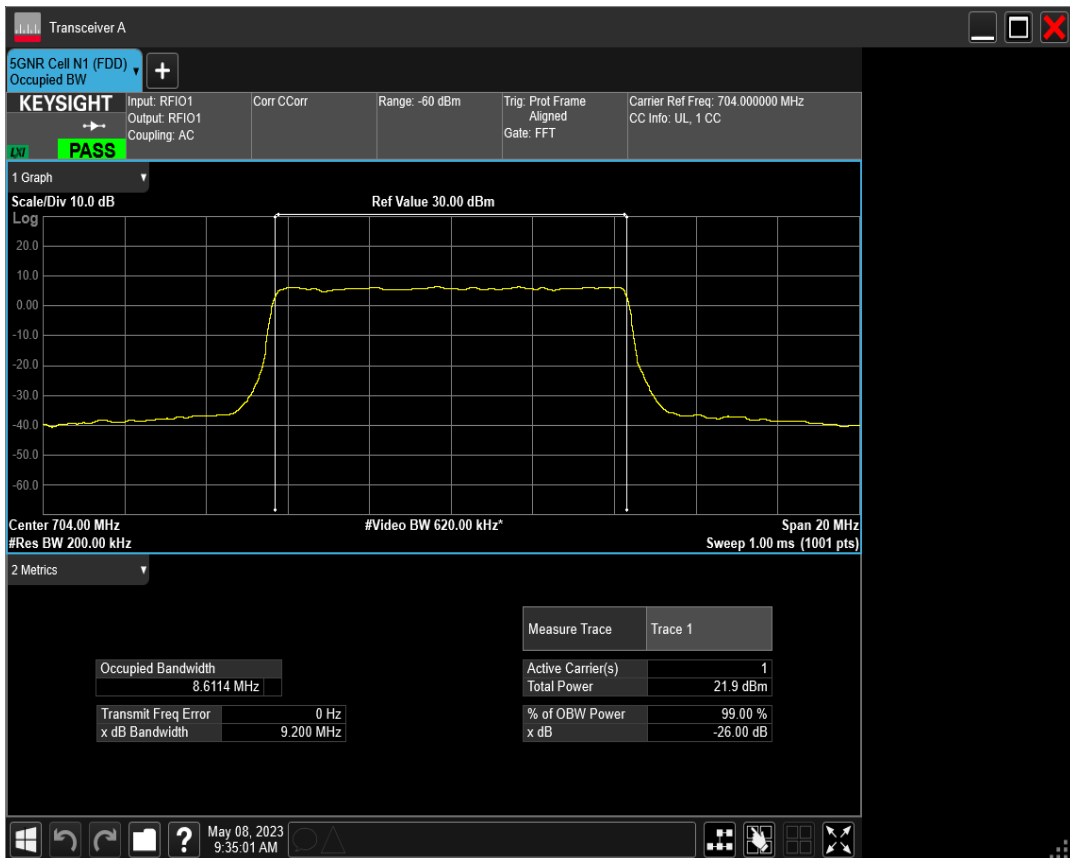 Transceiver A
5GNR Cell N1 (FDD)
Occupied BW
KEYSIGHT
LXI
PASS
Input: RFIO1
Output: RFIO1
Coupling: AC
Corr CCorr
Range: -60 dBm
Trig: Prot Frame
Aligned
Gate: FFT
Carrier Ref Freq: 704.000000 MHz
CC Info: UL, 1 CC
1 Graph
Scale/Div 10.0 dB
Ref Value 30.00 dBm
Log
20.0
10.0
0.00
-10.0
-20.0
-30.0
-40.0
-50.0
-60.0
Center 704.00 MHz
#Video BW 620.00 kHz*
Span 20 MHz
#Res BW 200.00 kHz
Sweep 1.00 ms (1001 pts)
2 Metrics
Measure Trace Trace 1
Occupied Bandwidth
8.6114 MHz
Active Carrier(s) 1
Total Power 21.9 dBm
Transmit Freq Error 0 Hz
x dB Bandwidth 9.200 MHz
% of OBW Power 99.00 %
x dB -26.00 dB
?
May 08, 2023
9:35:01 AM